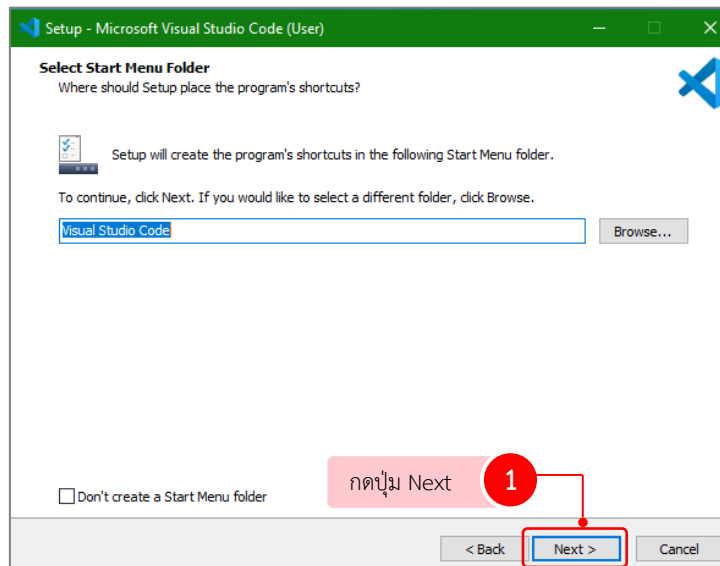 Setup - Microsoft Visual Studio Code (User)
Select Start Menu Folder
Where should Setup place the program's shortcuts?
Setup will create the program's shortcuts in the following Start Menu folder.
To continue, click Next. If you would like to select a different folder, click Browse.
Visual Studio Code
Browse...
กดปุ่ม Next
1
Don't create a Start Menu folder
< Back
Next >
Cancel